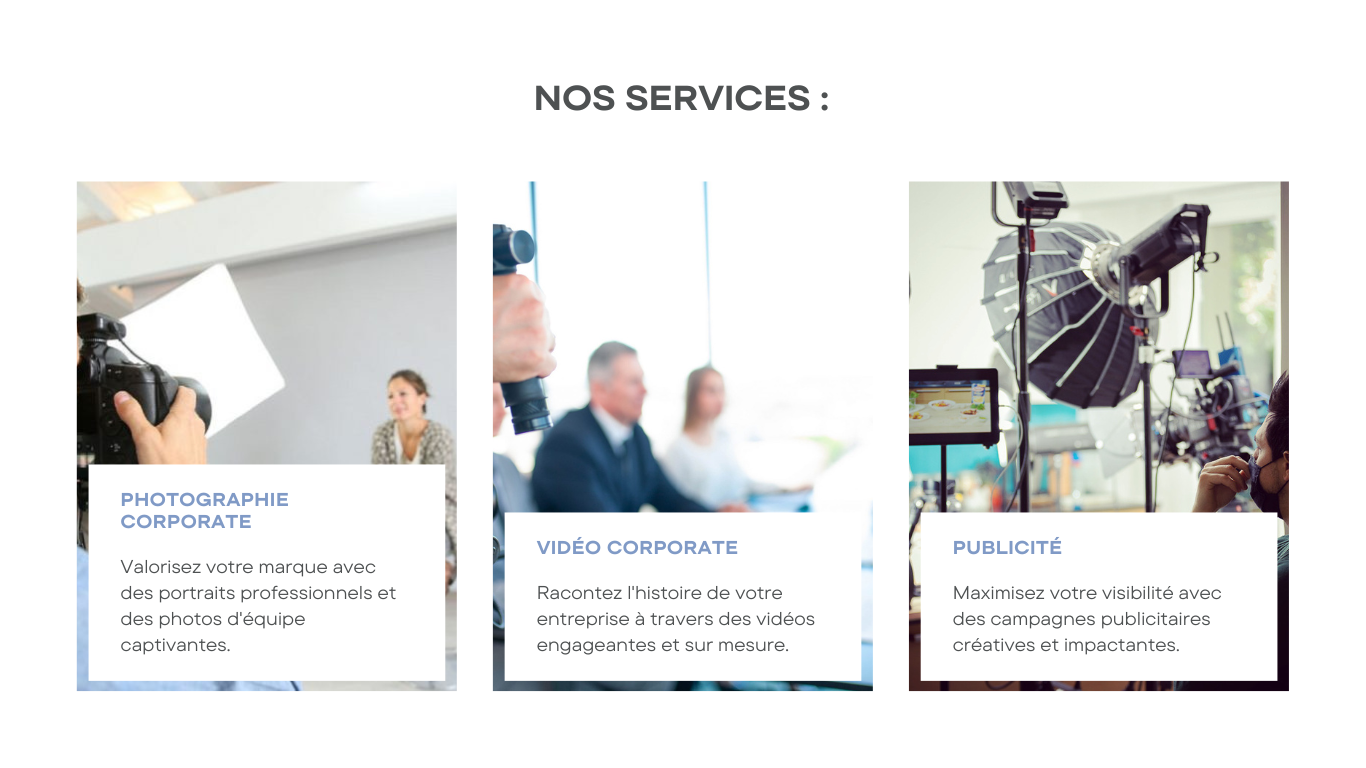 NOS SERVICES :
PHOTOGRAPHIE
CORPORATE
Valorisez votre marque avec
des portraits professionnels et
des photos d'équipe
captivantes.
VIDÉO CORPORATE
Racontez l'histoire de votre
entreprise à travers des vidéos
engageantes et sur mesure.
PUBLICITÉ
Maximisez votre visibilité avec
des campagnes publicitaires
créatives et impactantes.